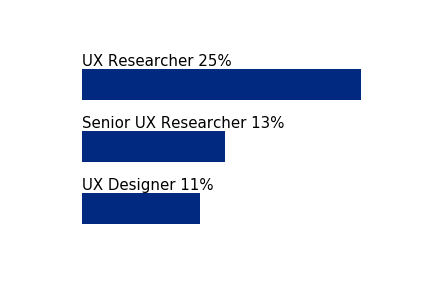 UX Researcher 25%
Senior UX Researcher 13%
UX Designer 11%